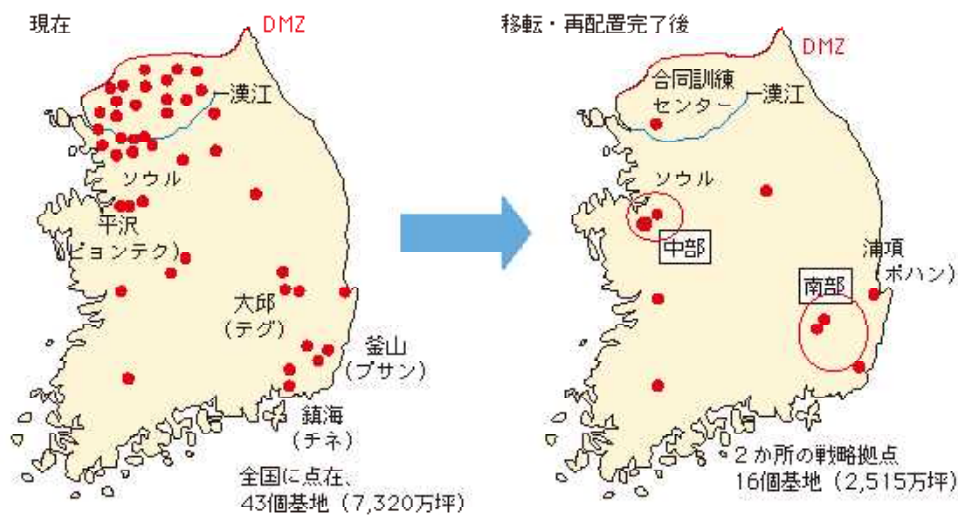 現在
DMZ
漢江
ソウル
平沢
(ピョンテク)
大邱
(テグ)
釜山
(プサン)
鎮海
(チネ)
全国に点在、
43個基地(7,320万坪)
移転・再配置完了後
DMZ
合同訓練
センター
漢江
ソウル
中部
浦項
(ポハン)
南部
2か所の戦略拠点
16個基地(2,515万坪)